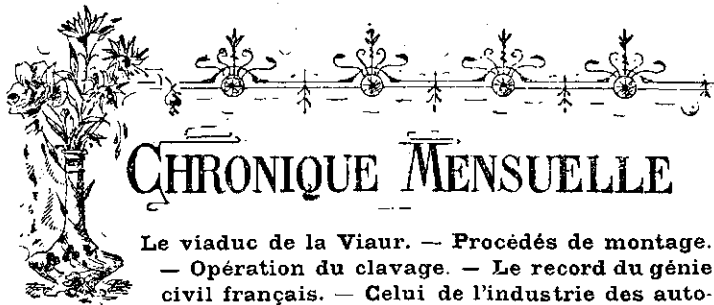 CHRONIQUE MENSUELLE
Le viaduc de la Viaur. — Procédés de montage.
— Opération du clavage. — Le record du génie
civil français. — Celui de l'industrie des auto-